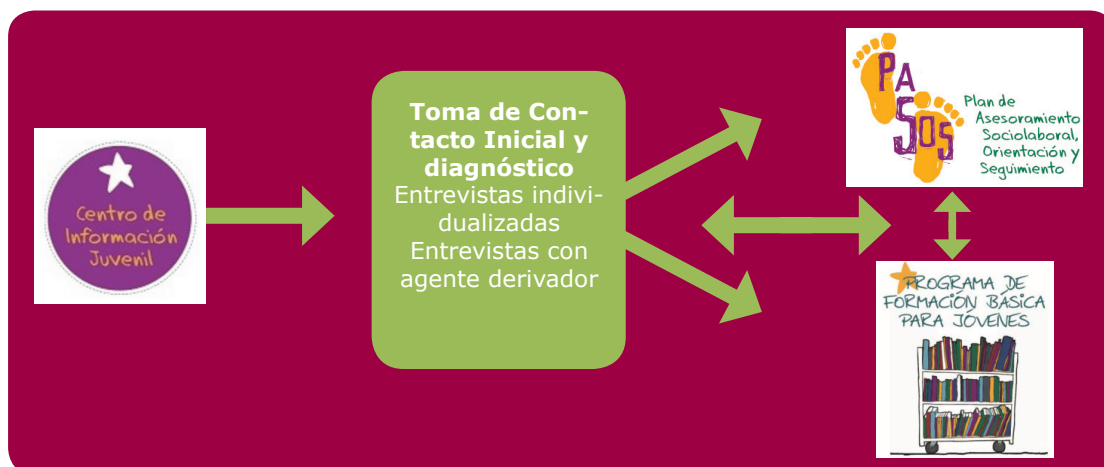 Centro de
Información
Juvenil
Toma de Con-
tacto Inicial y
diagnóstico
Entrevistas indivi-
dualizadas
Entrevistas con
agente derivador
PA
SOS
Plan de
Asesoramiento
Sociolaboral,
Orientación y
Seguimiento
PROGRAMA DE
FORMACIÓN BÁSICA
PARA JÓVENES